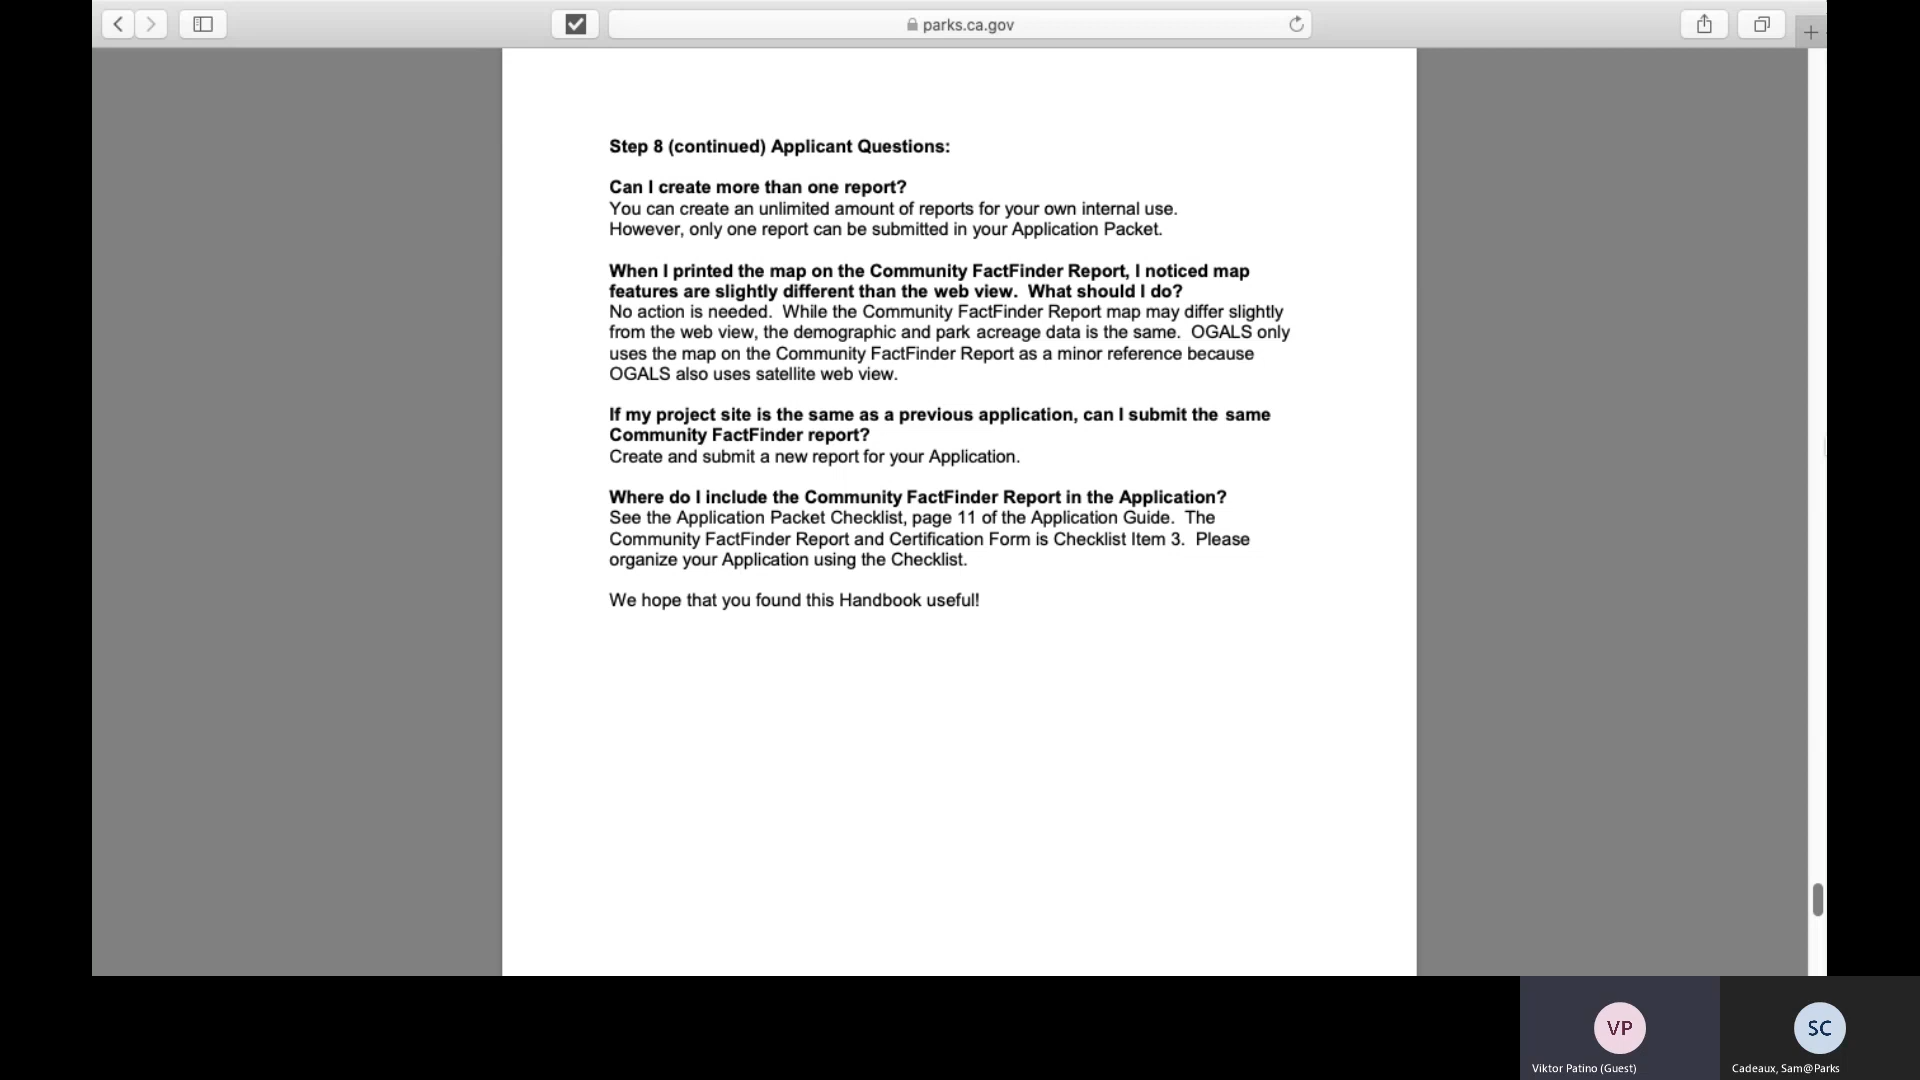 parks.ca.gov
Step 8 (continued) Applicant Questions:
Can I create more than one report?
You can create an unlimited amount of reports for your own internal use.
However, only one report can be submitted in your Application Packet.
When I printed the map on the Community FactFinder Report, I noticed map
features are slightly different than the web view.  What should I do?
No action is needed.  While the Community FactFinder Report map may differ slightly
from the web view, the demographic and park acreage data is the same.  OGALS only
uses the map on the Community FactFinder Report as a minor reference because
OGALS also uses satellite web view.
If my project site is the same as a previous application, can I submit the same
Community FactFinder report?
Create and submit a new report for your Application.
Where do I include the Community FactFinder Report in the Application?
See the Application Packet Checklist, page 11 of the Application Guide.  The
Community FactFinder Report and Certification Form is Checklist Item 3.  Please
organize your Application using the Checklist.
We hope that you found this Handbook useful!
VP
SC
Viktor Patino (Guest)
Cadeaux, Sam@Parks